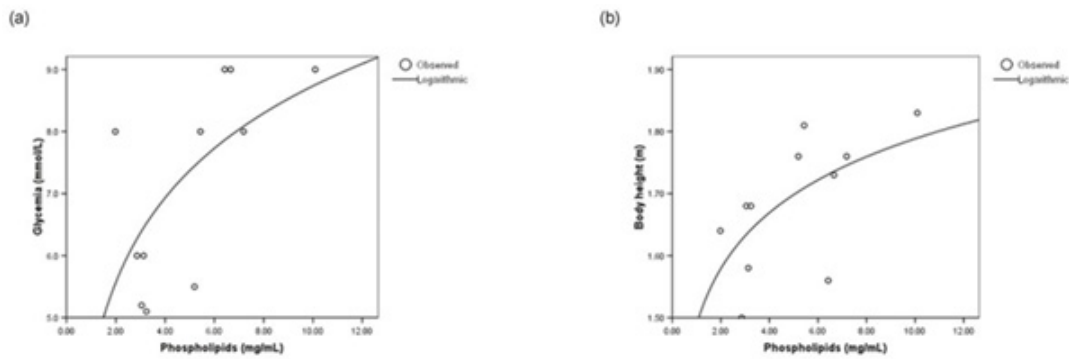 (a)
Glycemia (mmol/L)
9.0
8.0
7.0
6.0
5.0
0.00 2.00 4.00 6.00 8.00 10.00 12.00
Phospholipids (mg/mL)
Observed
Logarithmic
(b)
Body height (m)
1.90
1.80
1.70
1.60
1.50
0.00 2.00 4.00 6.00 8.00 10.00 12.00
Phospholipids (mg/mL)
Observed
Logarithmic